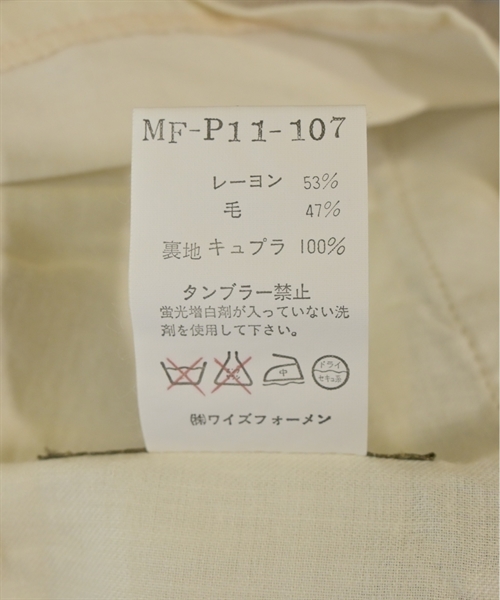 MF-P11-107
レーヨン 53%
毛 47%
裏地 キュプラ 100%
タンブラー禁止
蛍光増白剤が入っていない洗
剤を使用して下さい。
中
ドライ
セキユ系
㈱ワイズフォーメン